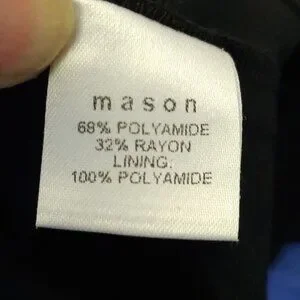 mason
68% POLYAMIDE
32% RAYON
LINING:
100% POLYAMIDE